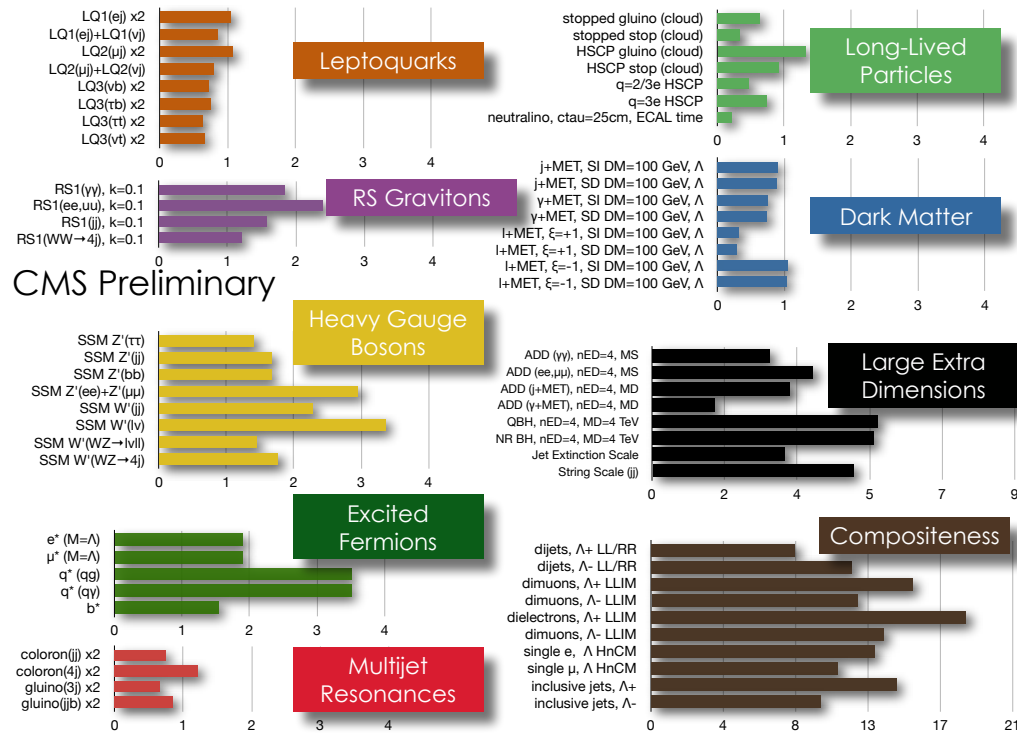 LQ1(ej) x2
LQ1(ej)+LQ1(νj)
LQ2(μj) x2
LQ2(μj)+LQ2(νj)
LQ3(νb) x2
LQ3(τb) x2
LQ3(τt) x2
LQ3(vt) x2
0 1 2 3 4
Leptoquarks
RS1(γγ), k=0.1
RS1(ee,uu), k=0.1
RS1(jj), k=0.1
RS1(WW→4j), k=0.1
0 1 2 3 4
RS Gravitons
CMS Preliminary
Heavy Gauge
Bosons
SSM Z'(ττ)
SSM Z'(jj)
SSM Z'(bb)
SSM Z'(ee)+Z'(μμ)
SSM W'(jj)
SSM W'(lv)
SSM W'(WZ→lvll)
SSM W'(WZ→4j)
0 1 2 3 4
Excited
Fermions
e* (M=Λ)
μ* (M=Λ)
q* (qg)
q* (qγ)
b*
0 1 2 3 4
coloron(jj) x2
coloron(4j) x2
gluino(3j) x2
gluino(jjb) x2
0 1 2 3 4
Multijet
Resonances
stopped gluino (cloud)
stopped stop (cloud)
HSCP gluino (cloud)
HSCP stop (cloud)
q=2/3e HSCP
q=3e HSCP
neutralino, ctau=25cm, ECAL time
0 1 2 3 4
Long-Lived
Particles
j+MET, SI DM=100 GeV, Λ
j+MET, SD DM=100 GeV, Λ
γ+MET, SI DM=100 GeV, Λ
γ+MET, SD DM=100 GeV, Λ
l+MET, ξ=+1, SI DM=100 GeV, Λ
l+MET, ξ=+1, SD DM=100 GeV, Λ
l+MET, ξ=-1, SI DM=100 GeV, Λ
l+MET, ξ=-1, SD DM=100 GeV, Λ
0 1 2 3 4
Dark Matter
Large Extra
Dimensions
ADD (γγ), nED=4, MS
ADD (ee,μμ), nED=4, MS
ADD (j+MET), nED=4, MD
ADD (γ+MET), nED=4, MD
QBH, nED=4, MD=4 TeV
NR BH, nED=4, MD=4 TeV
Jet Extinction Scale
String Scale (jj)
0 2 4 5 7 9
Compositeness
dijets, Λ+ LL/RR
dijets, Λ- LL/RR
dimuons, Λ+ LLIM
dimuons, Λ- LLIM
dielectrons, Λ+ LLIM
dimuons, Λ- LLIM
single e, Λ HnCM
single μ, Λ HnCM
inclusive jets, Λ+
inclusive jets, Λ-
0 4 8 13 17 21